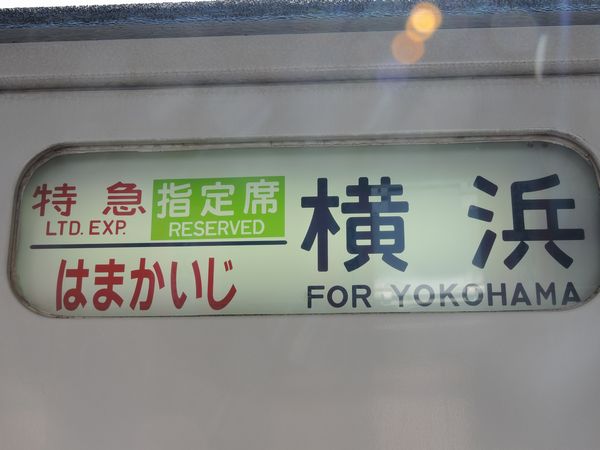 特急 指定席
LTD. EXP. RESERVED
はまかいじ
横浜
FOR YOKOHAMA